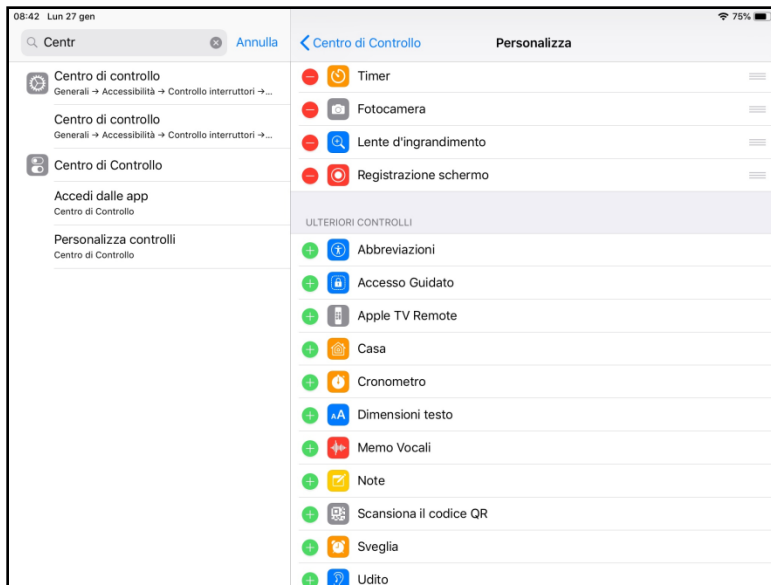 08:42 Lun 27 gen
75%
Centr
Annulla
Centro di controllo
Generali → Accessibilità → Controllo interruttori →...
Centro di controllo
Generali → Accessibilità → Controllo interruttori →...
Centro di Controllo
Accedi dalle app
Centro di Controllo
Personalizza controlli
Centro di Controllo
Centro di Controllo
Personalizza
Timer
Fotocamera
Lente d'ingrandimento
Registrazione schermo
ULTERIORI CONTROLLI
Abbreviazioni
Accesso Guidato
Apple TV Remote
Casa
Cronometro
AA Dimensioni testo
Memo Vocali
Note
Scansiona il codice QR
Sveglia
Udito